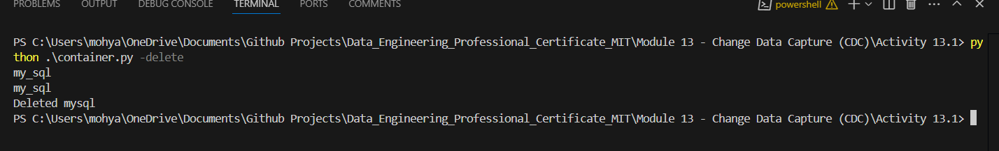 PROBLEMS OUTPUT DEBUG CONSOLE TERMINAL PORTS COMMENTS powershell
PS C:\Users\mohya\OneDrive\Documents\Github Projects\Data_Engineering_Professional_Certificate_MIT\Module 13 - Change Data Capture (CDC)\Activity 13.1> py
thon .\container.py -delete
my_sql
my_sql
Deleted mysql
PS C:\Users\mohya\OneDrive\Documents\Github Projects\Data_Engineering_Professional_Certificate_MIT\Module 13 - Change Data Capture (CDC)\Activity 13.1>